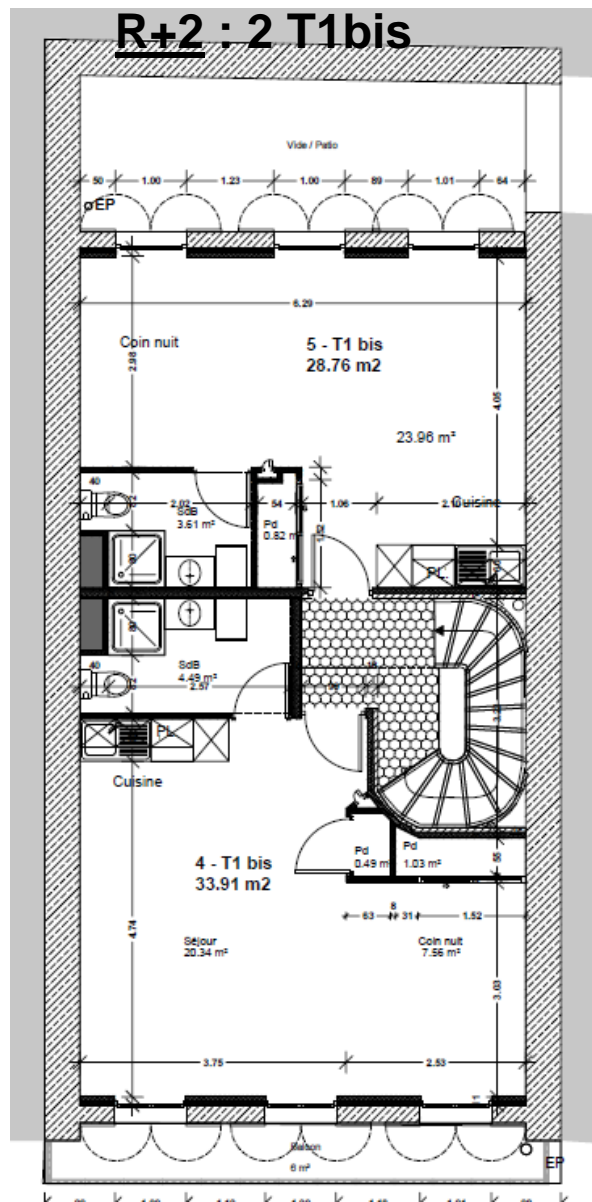 R+2 : 2 T1bis
Vide / Patio
50 1.00 1.23 1.00 89 1.01 64
EP
6.29
Coin nuit
5 - T1 bis
28.76 m2
2.98
4.05
23.96 m²
40
2.02
54
1.06
Cuisine
SdB
3.61 m²
Pd
0.82 m
PL
80
SdB
4.49 m²
40
2.57
PL
Cuisine
4 - T1 bis
33.91 m2
Pd
0.49 m
Pd
1.03 m²
8
63 31 1.52
4.74
Séjour
20.34 m²
Coin nuit
7.56 m²
3.03
3.75 2.53
Balcon
6 m²
EP